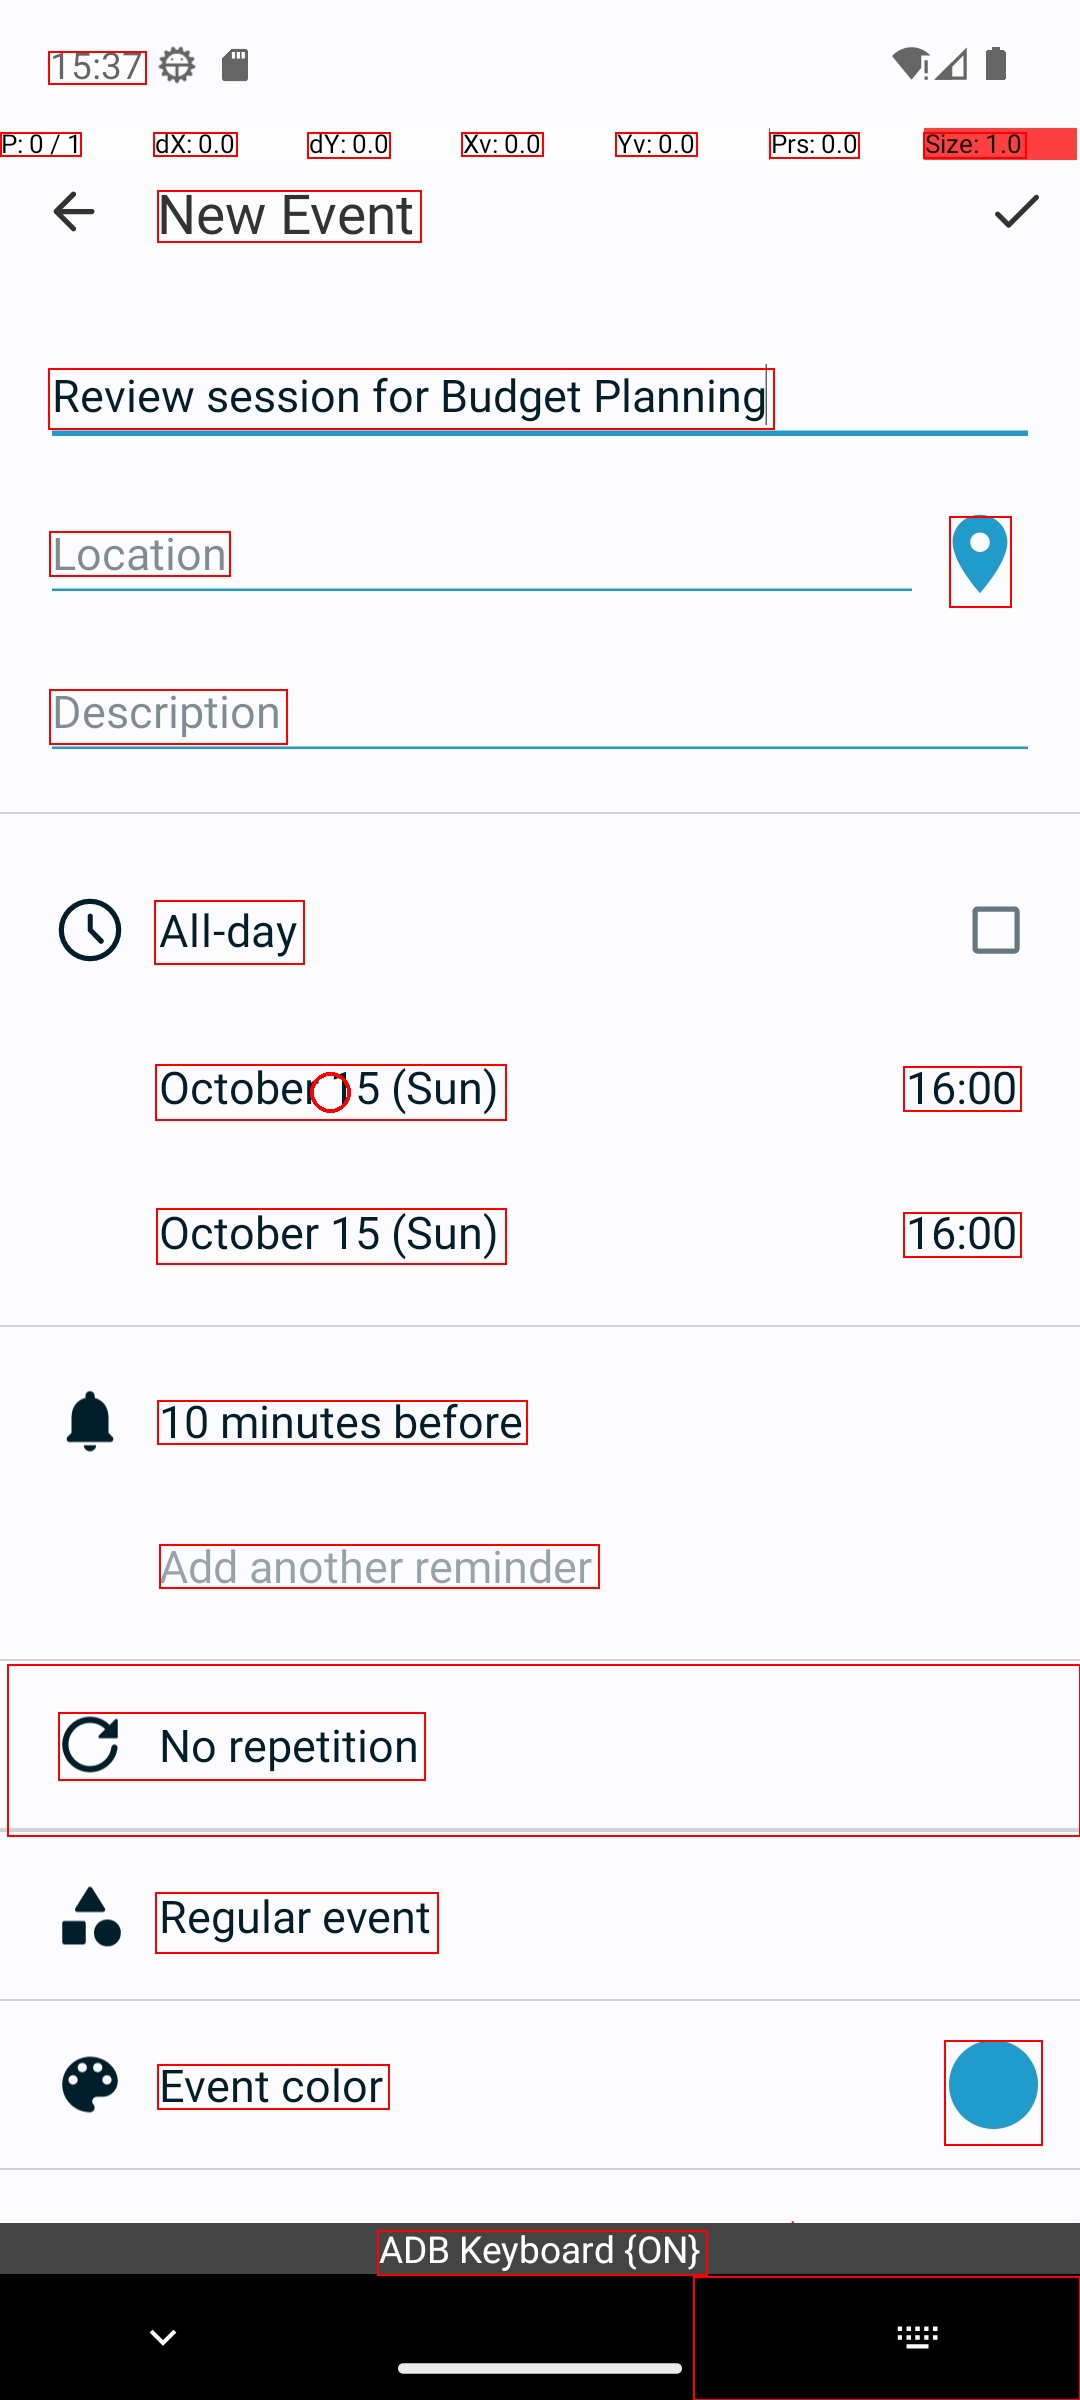 15:37
P: 0 / 1 dX: 0.0 dY: 0.0 Xv: 0.0 Yv: 0.0 Prs: 0.0 Size: 1.0
New Event
Review session for Budget Planning
Location
Description
All-day
October 15 (Sun) 16:00
October 15 (Sun) 16:00
10 minutes before
Add another reminder
No repetition
Regular event
Event color
ADB Keyboard {ON}